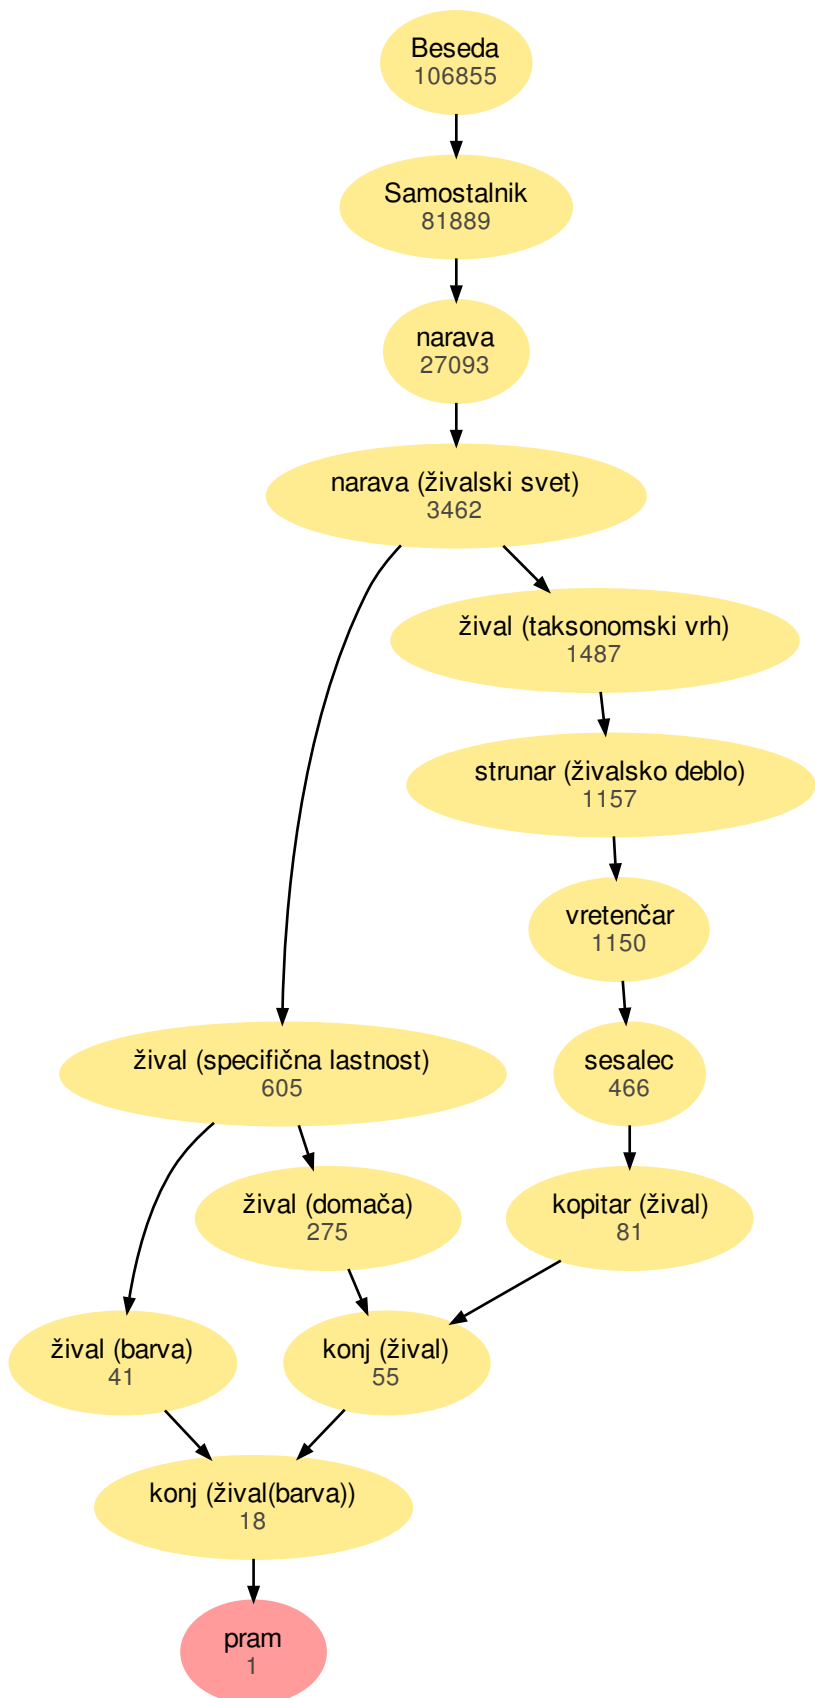 Beseda
106855
Samostalnik
81889
narava
27093
narava (živalski svet)
3462
žival (taksonomski vrh)
1487
strunar (živalsko deblo)
1157
vretenčar
1150
žival (specifična lastnost)
605
sesalec
466
žival (domača)
275
kopitar (žival)
81
žival (barva)
41
konj (žival)
55
konj (žival(barva))
18
pram
1